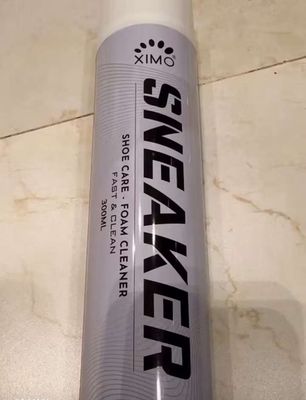 XIMO
SNEAKER
SHOE CARE - FOAM CLEANER
FAST & CLEAN
300ML